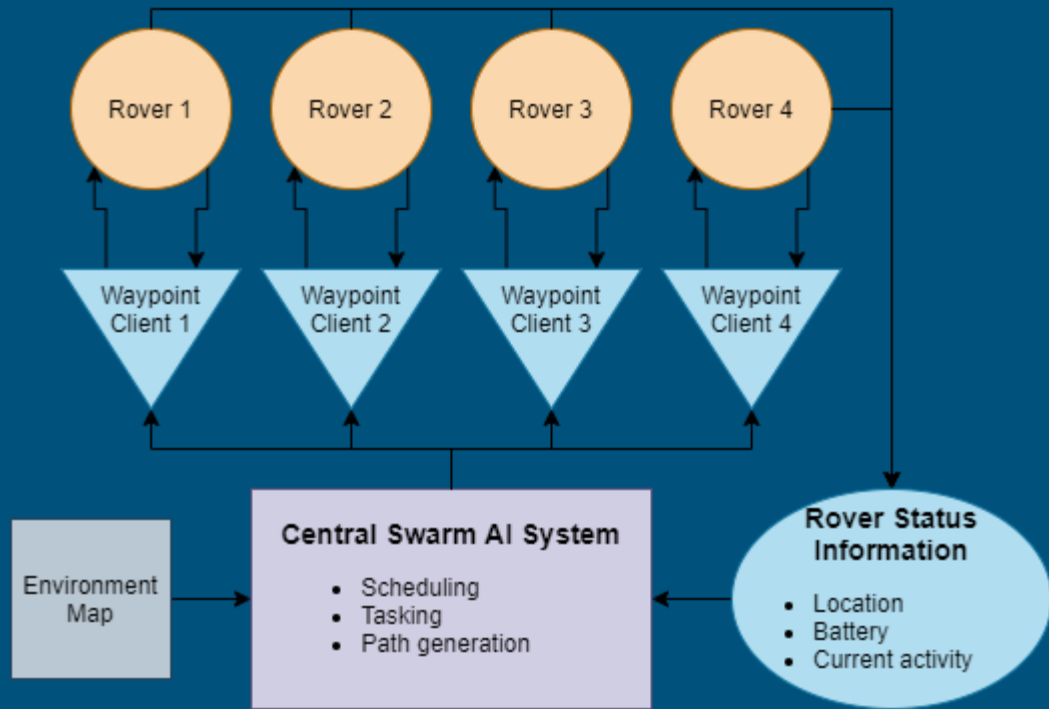 Rover 1
Rover 2
Rover 3
Rover 4
Waypoint
Client 1
Waypoint
Client 2
Waypoint
Client 3
Waypoint
Client 4
Environment
Map
Central Swarm AI System
• Scheduling
• Tasking
• Path generation
Rover Status
Information
• Location
• Battery
• Current activity